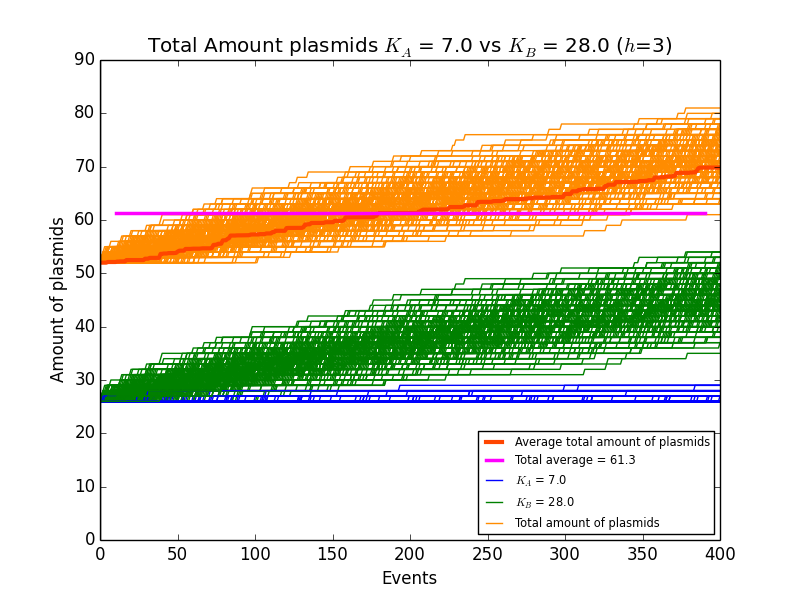 Total Amount plasmids K_A = 7.0 vs K_B = 28.0 (h=3)
90
80
70
60
50
40
30
20
10
0
Amount of plasmids
Average total amount of plasmids
Total average = 61.3
K_A = 7.0
K_B = 28.0
Total amount of plasmids
0 50 100 150 200 250 300 350 400
Events